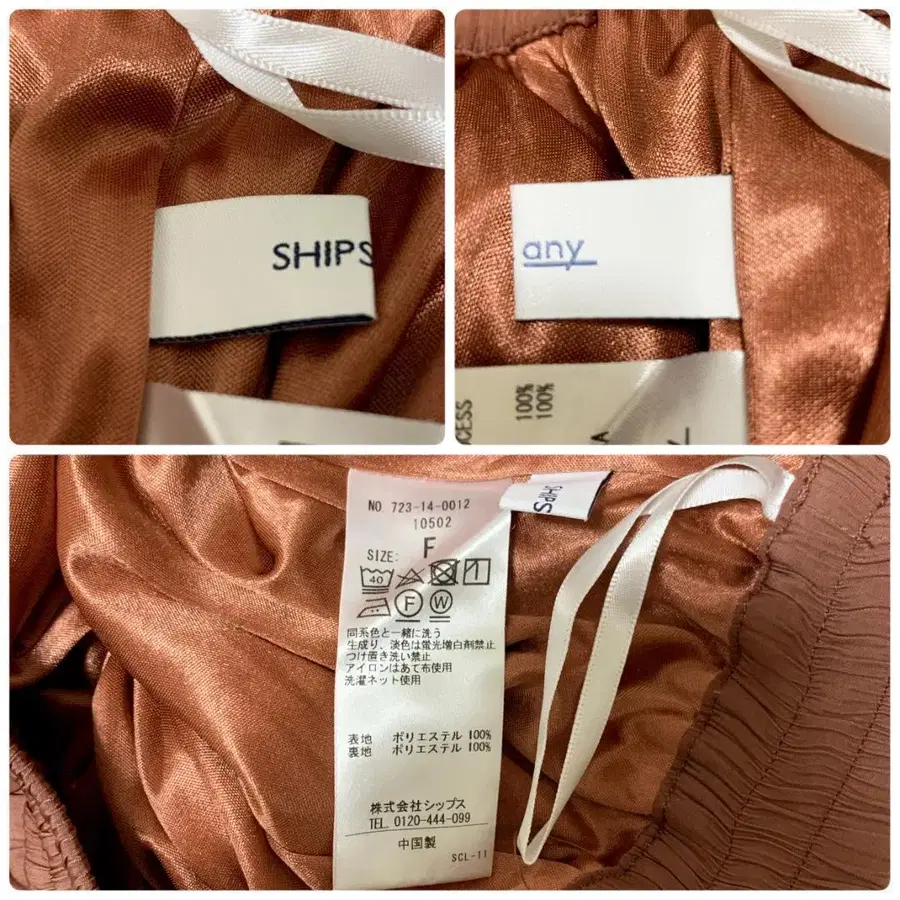 SHIPS
any
CESS
100%
100%
A
NO 723-14-0012
10502
SIZE: F
40
F
W
同系色と一緒に洗う
生成り、淡色は蛍光増白剤禁止
つけ置き洗い禁止
アイロンはあて布使用
洗濯ネット使用
表地 ポリエステル 100%
裏地 ポリエステル 100%
株式会社シップス
TEL. 0120-444-099
中国製
SCL-11
SHIPS